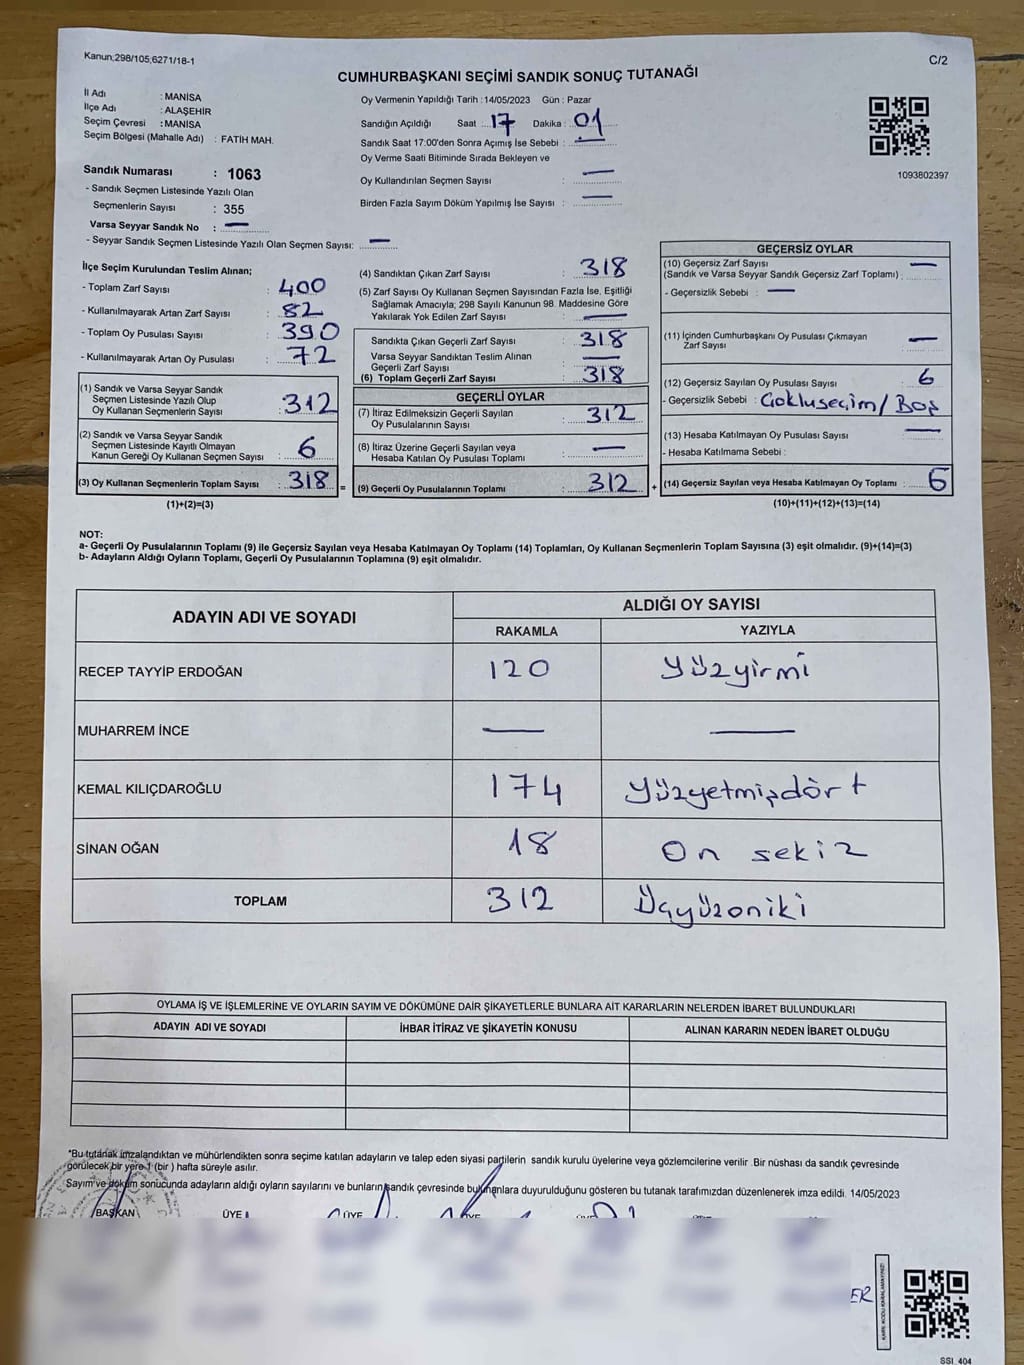 Kanun;298/105;6271/18-1
C/2
CUMHURBAŞKANI SEÇİMİ SANDIK SONUÇ TUTANAĞI
İl Adı : MANİSA
İlçe Adı : ALAŞEHİR
Seçim Çevresi : MANİSA
Seçim Bölgesi (Mahalle Adı) : FATİH MAH.
Sandık Numarası : 1063
- Sandık Seçmen Listesinde Yazılı Olan
Seçmenlerin Sayısı : 355
Varsa Seyyar Sandık No : —
- Seyyar Sandık Seçmen Listesinde Yazılı Olan Seçmen Sayısı: —
Oy Vermenin Yapıldığı Tarih : 14/05/2023 Gün : Pazar
Sandığın Açıldığı Saat : 17 Dakika : 01
Sandık Saat 17:00'den Sonra Açımış İse Sebebi : —
Oy Verme Saati Bitiminde Sırada Bekleyen ve
Oy Kullandırılan Seçmen Sayısı : —
Birden Fazla Sayım Döküm Yapılmış İse Sayısı : —
1093802397
İlçe Seçim Kurulundan Teslim Alınan;
- Toplam Zarf Sayısı : 400
- Kullanılmayarak Artan Zarf Sayısı : 82
- Toplam Oy Pusulası Sayısı : 390
- Kullanılmayarak Artan Oy Pusulası : 72
(1) Sandık ve Varsa Seyyar Sandık
Seçmen Listesinde Yazılı Olup
Oy Kullanan Seçmenlerin Sayısı : 312
(2) Sandık ve Varsa Seyyar Sandık
Seçmen Listesinde Kayıtlı Olmayan
Kanun Gereği Oy Kullanan Seçmen Sayısı : 6
(3) Oy Kullanan Seçmenlerin Toplam Sayısı : 318 =
(1)+(2)=(3)
(4) Sandıktan Çıkan Zarf Sayısı : 318
(5) Zarf Sayısı Oy Kullanan Seçmen Sayısından Fazla İse, Eşitliği
Sağlamak Amacıyla; 298 Sayılı Kanunun 98. Maddesine Göre
Yakılarak Yok Edilen Zarf Sayısı : —
Sandıkta Çıkan Geçerli Zarf Sayısı : 318
Varsa Seyyar Sandıktan Teslim Alınan
Geçerli Zarf Sayısı : —
(6) Toplam Geçerli Zarf Sayısı : 318
GEÇERLİ OYLAR
(7) İtiraz Edilmeksizin Geçerli Sayılan
Oy Pusulalarının Sayısı : 312
(8) İtiraz Üzerine Geçerli Sayılan veya
Hesaba Katılan Oy Pusulası Toplamı : —
(9) Geçerli Oy Pusulalarının Toplamı : 312 +
GEÇERSİZ OYLAR
(10) Geçersiz Zarf Sayısı —
(Sandık ve Varsa Seyyar Sandık Geçersiz Zarf Toplamı) :
- Geçersizlik Sebebi : —
(11) İçinden Cumhurbaşkanı Oy Pusulası Çıkmayan
Zarf Sayısı : —
(12) Geçersiz Sayılan Oy Pusulası Sayısı : 6
- Geçersizlik Sebebi : Çokluseçim/Boş
(13) Hesaba Katılmayan Oy Pusulası Sayısı : —
- Hesaba Katılmama Sebebi :
(14) Geçersiz Sayılan veya Hesaba Katılmayan Oy Toplamı : 6
(10)+(11)+(12)+(13)=(14)
NOT:
a- Geçerli Oy Pusulalarının Toplamı (9) ile Geçersiz Sayılan veya Hesaba Katılmayan Oy Toplamı (14) Toplamları, Oy Kullanan Seçmenlerin Toplam Sayısına (3) eşit olmalıdır. (9)+(14)=(3)
b- Adayların Aldığı Oyların Toplamı, Geçerli Oy Pusulalarının Toplamına (9) eşit olmalıdır.
ADAYIN ADI VE SOYADI
ALDIĞI OY SAYISI
RAKAMLA YAZIYLA
RECEP TAYYİP ERDOĞAN 120 Yüzyirmi
MUHARREM İNCE — —
KEMAL KILIÇDAROĞLU 174 Yüzyetmişdört
SİNAN OĞAN 18 On sekiz
TOPLAM 312 Üçyüzoniki
OYLAMA İŞ VE İŞLEMLERİNE VE OYLARIN SAYIM VE DÖKÜMÜNE DAİR ŞİKAYETLERLE BUNLARA AİT KARARLARIN NELERDEN İBARET BULUNDUKLARI
ADAYIN ADI VE SOYADI İHBAR İTİRAZ VE ŞİKAYETİN KONUSU ALINAN KARARIN NEDEN İBARET OLDUĞU
*Bu tutanak imzalandıktan ve mühürlendikten sonra seçime katılan adayların ve talep eden siyasi partilerin sandık kurulu üyelerine veya gözlemcilerine verilir .Bir nüshası da sandık çevresinde
görülecek bir yere 1 (bir ) hafta süreyle asılır.
Sayım ve döküm sonucunda adayların aldığı oyların sayılarını ve bunların sandık çevresinde bulunanlara duyurulduğunu gösteren bu tutanak tarafımızdan düzenlenerek imza edildi. 14/05/2023
BAŞKAN ÜYE ÜYE
ER
SSI 404